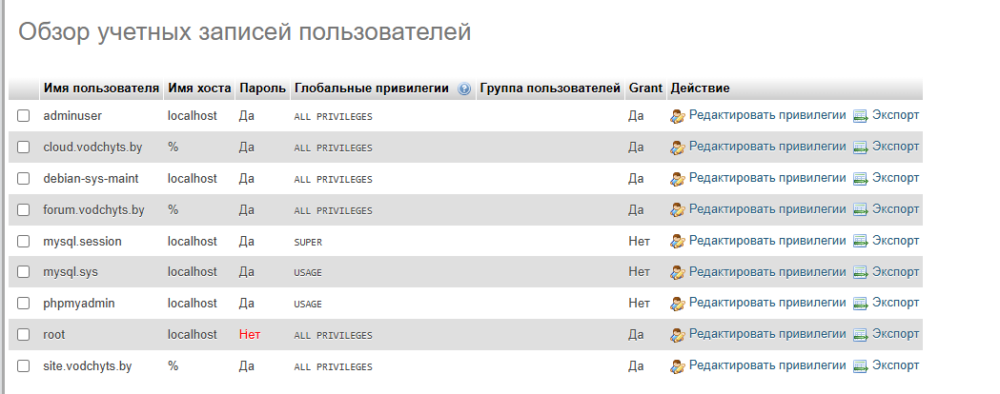 Обзор учетных записей пользователей
Имя пользователя Имя хоста Пароль Глобальные привилегии Группа пользователей Grant Действие
adminuser localhost Да ALL PRIVILEGES Да Редактировать привилегии Экспорт
cloud.vodchyts.by % Да ALL PRIVILEGES Да Редактировать привилегии Экспорт
debian-sys-maint localhost Да ALL PRIVILEGES Да Редактировать привилегии Экспорт
forum.vodchyts.by % Да ALL PRIVILEGES Да Редактировать привилегии Экспорт
mysql.session localhost Да SUPER Нет Редактировать привилегии Экспорт
mysql.sys localhost Да USAGE Нет Редактировать привилегии Экспорт
phpmyadmin localhost Да USAGE Нет Редактировать привилегии Экспорт
root localhost Нет ALL PRIVILEGES Да Редактировать привилегии Экспорт
site.vodchyts.by % Да ALL PRIVILEGES Да Редактировать привилегии Экспорт